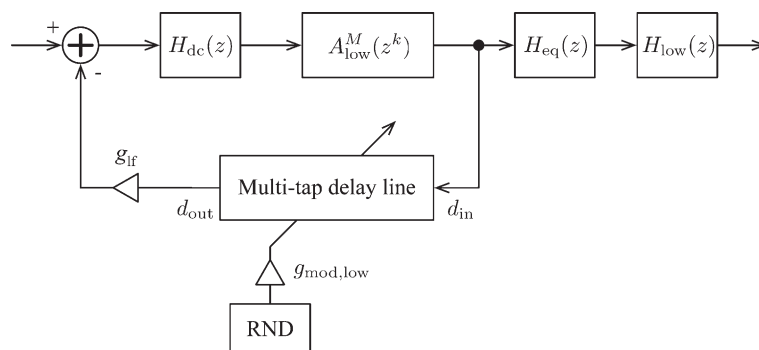 +
-
H_dc(z)
A^M_low(z^k)
H_eq(z)
H_low(z)
g_lf
Multi-tap delay line
d_out
d_in
g_mod,low
RND